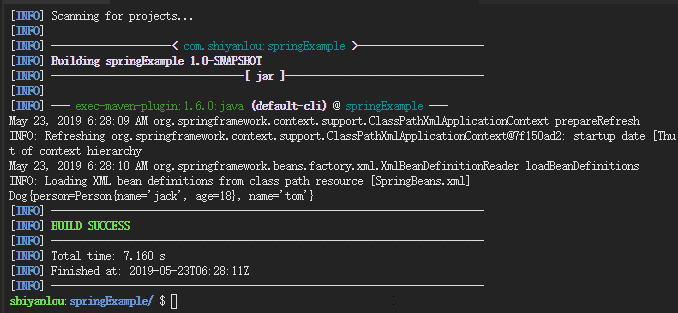 [INFO] Scanning for projects...
[INFO]
[INFO] ----------------------< com.shiyanlou:springExample >----------------------
[INFO] Building springExample 1.0-SNAPSHOT
[INFO] --------------------------------[ jar ]---------------------------------
[INFO]
[INFO] --- exec-maven-plugin:1.6.0:java (default-cli) @ springExample ---
May 23, 2019 6:28:09 AM org.springframework.context.support.ClassPathXmlApplicationContext prepareRefresh
INFO: Refreshing org.springframework.context.support.ClassPathXmlApplicationContext@7f150ad2: startup date [Thu
t of context hierarchy
May 23, 2019 6:28:10 AM org.springframework.beans.factory.xml.XmlBeanDefinitionReader loadBeanDefinitions
INFO: Loading XML bean definitions from class path resource [SpringBeans.xml]
Dog{person=Person{name='jack', age=18}, name='tom'}
[INFO] ------------------------------------------------------------------------
[INFO] BUILD SUCCESS
[INFO] ------------------------------------------------------------------------
[INFO] Total time: 7.160 s
[INFO] Finished at: 2019-05-23T06:28:11Z
[INFO] ------------------------------------------------------------------------
shiyanlou:springExample/ $